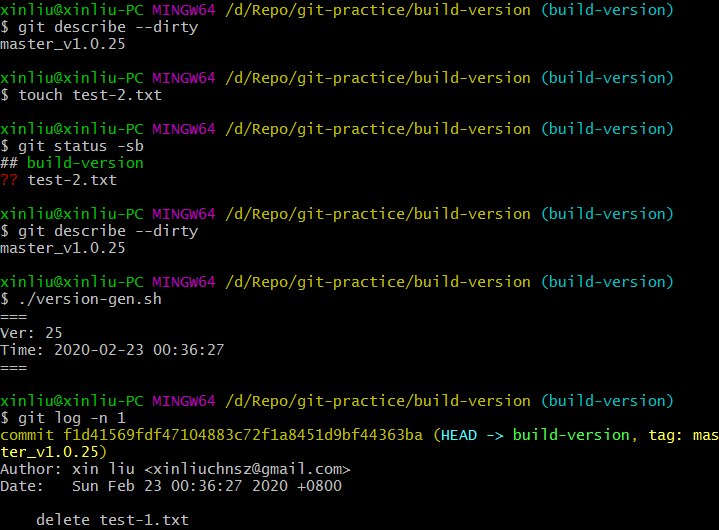 xinliu@xinliu-PC MINGW64 /d/Repo/git-practice/build-version (build-version)
$ git describe --dirty
master_v1.0.25
xinliu@xinliu-PC MINGW64 /d/Repo/git-practice/build-version (build-version)
$ touch test-2.txt
xinliu@xinliu-PC MINGW64 /d/Repo/git-practice/build-version (build-version)
$ git status -sb
## build-version
?? test-2.txt
xinliu@xinliu-PC MINGW64 /d/Repo/git-practice/build-version (build-version)
$ git describe --dirty
master_v1.0.25
xinliu@xinliu-PC MINGW64 /d/Repo/git-practice/build-version (build-version)
$ ./version-gen.sh
===
Ver: 25
Time: 2020-02-23 00:36:27
===
xinliu@xinliu-PC MINGW64 /d/Repo/git-practice/build-version (build-version)
$ git log -n 1
commit f1d41569fdf47104883c72f1a8451d9bf44363ba (HEAD -> build-version, tag: mas
ter_v1.0.25)
Author: xin liu <xinliuchnsz@gmail.com>
Date:   Sun Feb 23 00:36:27 2020 +0800
    delete test-1.txt